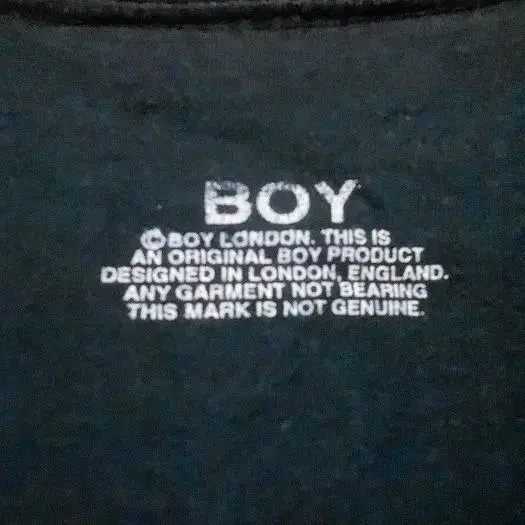 BOY
©BOY LONDON. THIS IS
AN ORIGINAL BOY PRODUCT
DESIGNED IN LONDON, ENGLAND.
ANY GARMENT NOT BEARING
THIS MARK IS NOT GENUINE.